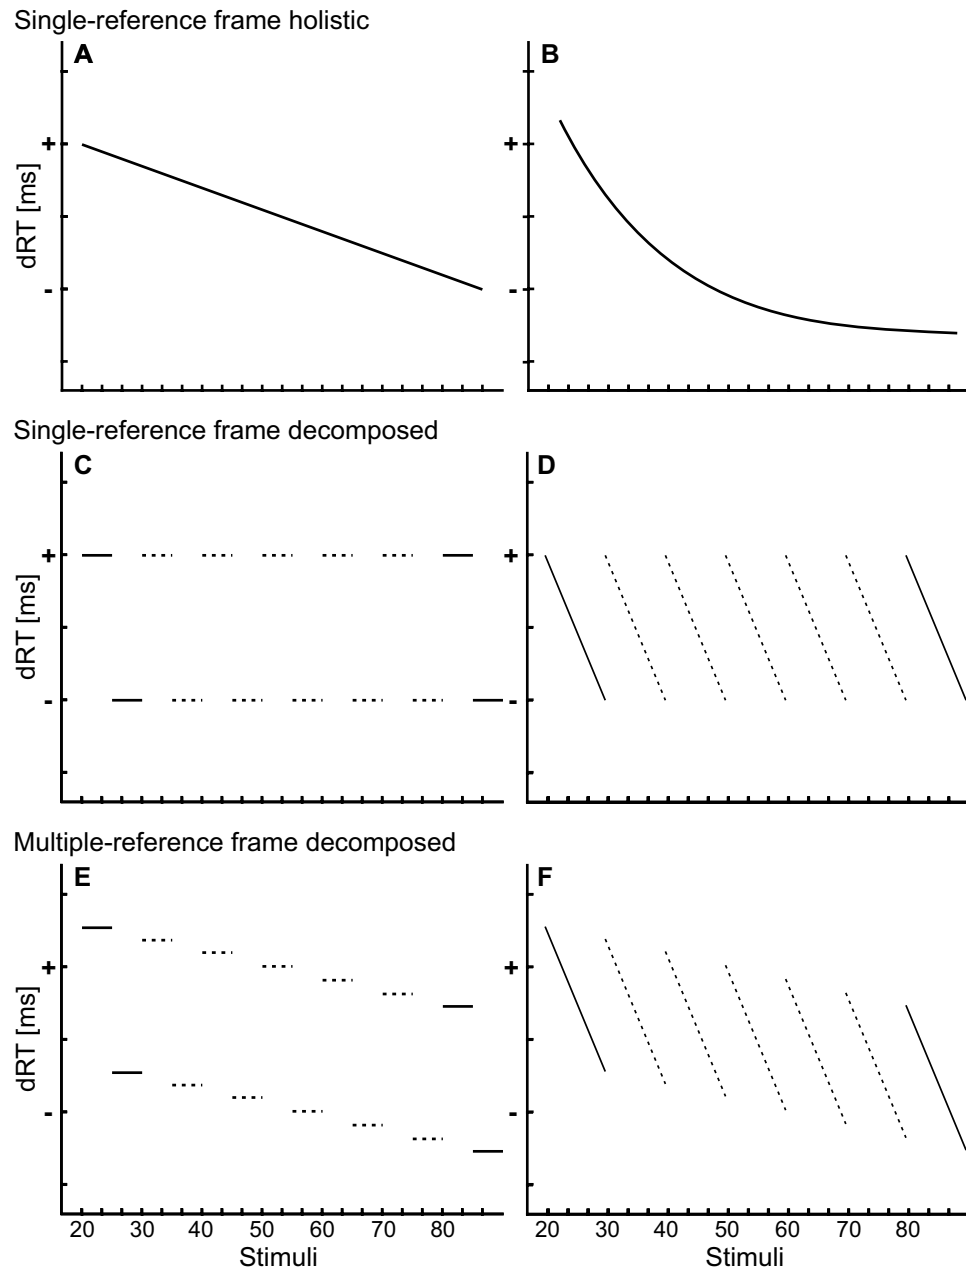 Single-reference frame holistic
A
B
+
+
dRT [ms]
-
-
Single-reference frame decomposed
C
D
+
+
dRT [ms]
-
-
Multiple-reference frame decomposed
E
F
+
+
dRT [ms]
-
-
20 30 40 50 60 70 80
20 30 40 50 60 70 80
Stimuli
Stimuli